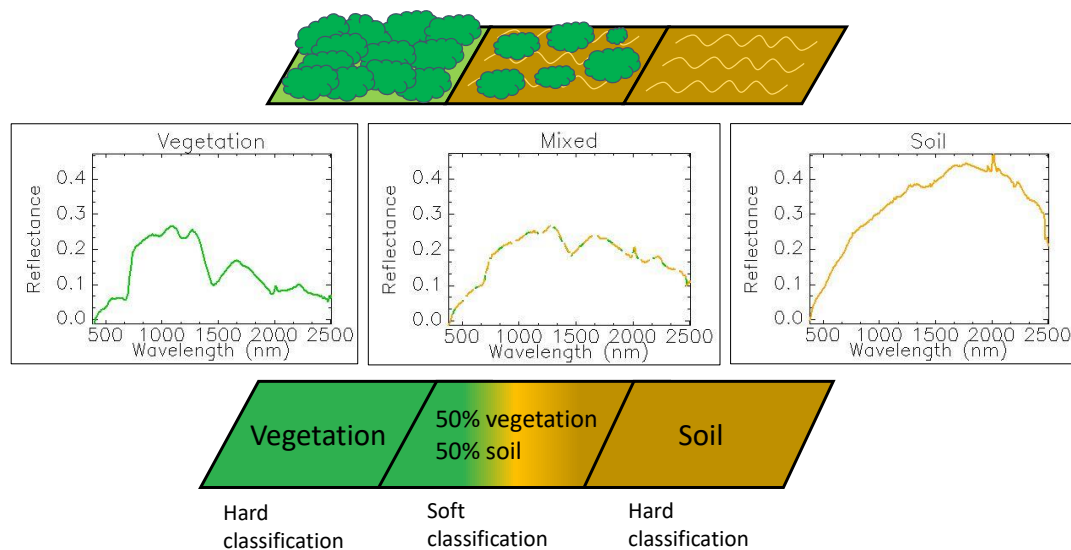 Vegetation
Reflectance
0.4
0.3
0.2
0.1
0.0
500 1000 1500 2000 2500
Wavelength (nm)
Mixed
Reflectance
0.4
0.3
0.2
0.1
0.0
500 1000 1500 2000 2500
Wavelength (nm)
Soil
Reflectance
0.4
0.3
0.2
0.1
0.0
500 1000 1500 2000 2500
Wavelength (nm)
Vegetation
50% vegetation
50% soil
Soil
Hard
classification
Soft
classification
Hard
classification